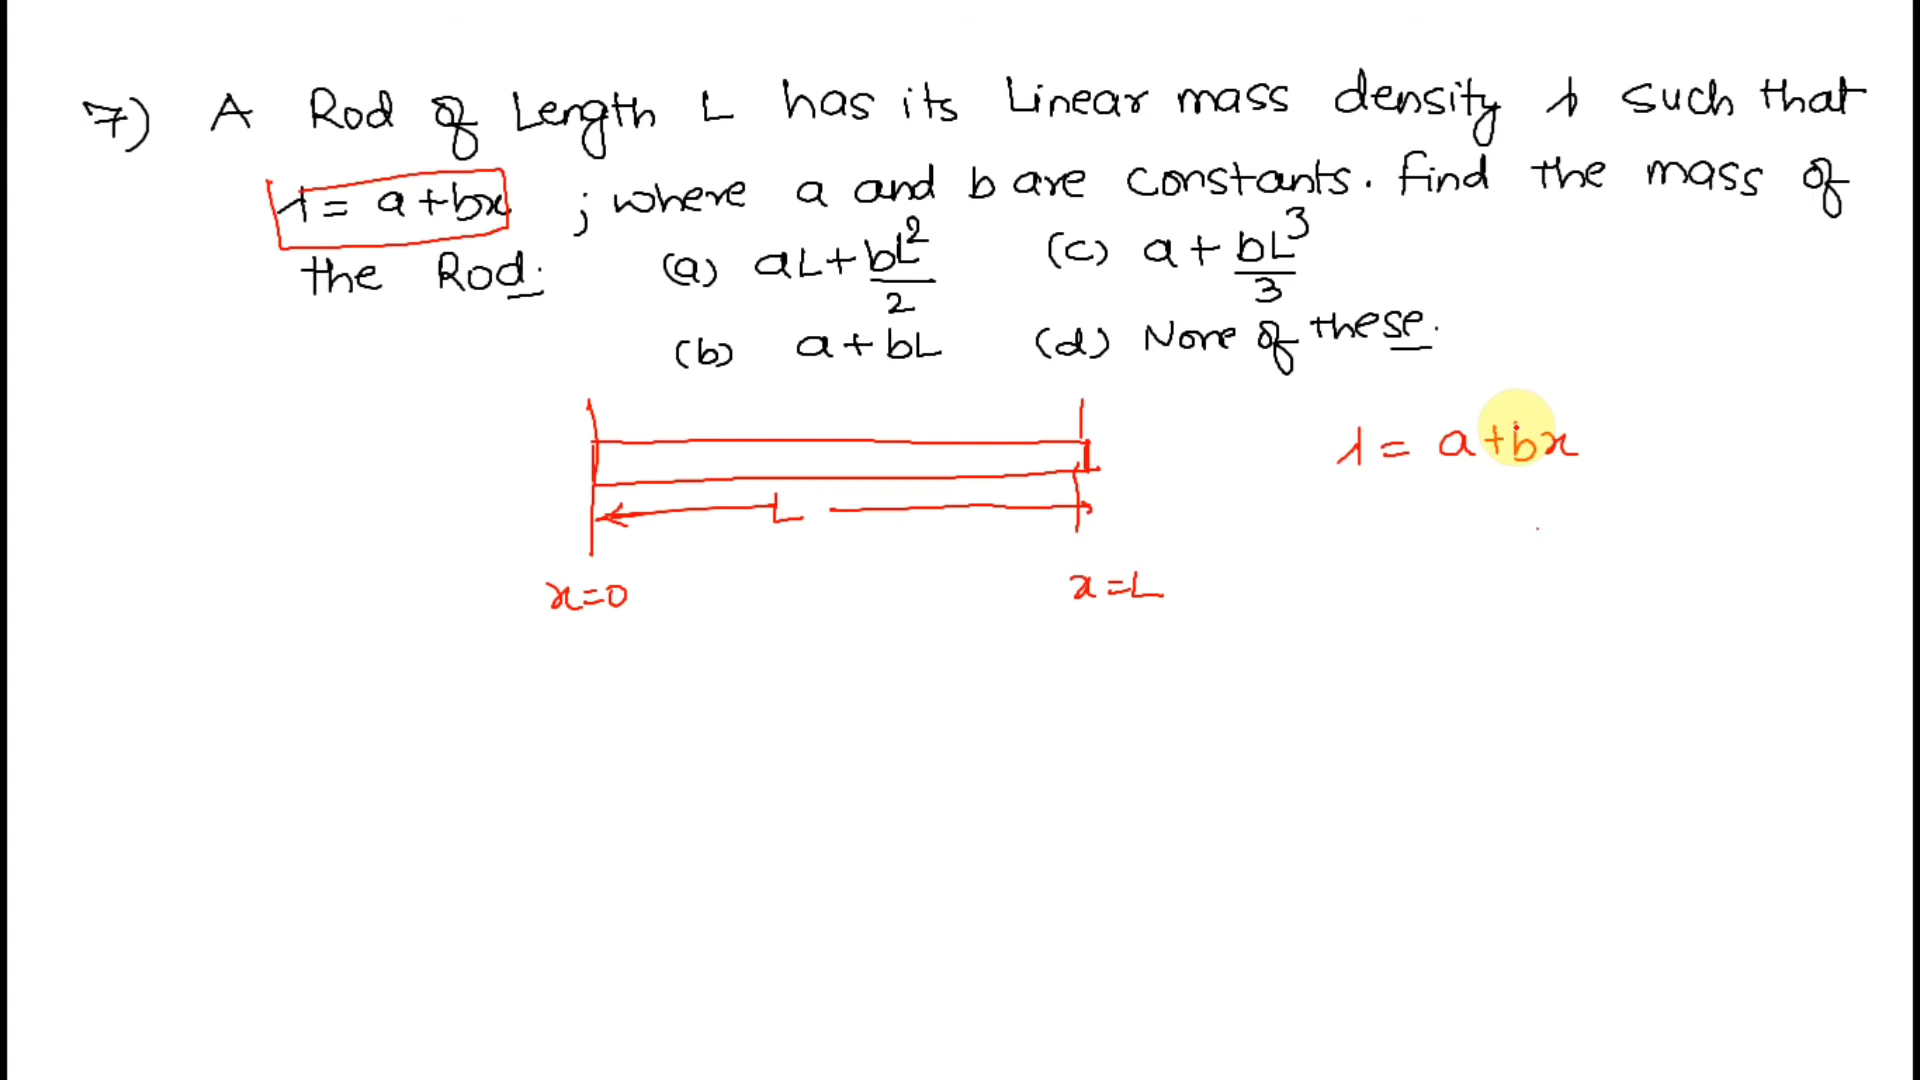 7) A Rod of Length L has its Linear mass density λ such that
λ = a+bx ; where a and b are constants. Find the mass of
the Rod. (a) aL+bL²/2 (c) a + bL³/3
(b) a+bL (d) None of these.
λ = a+bx
L
x=0 x=L